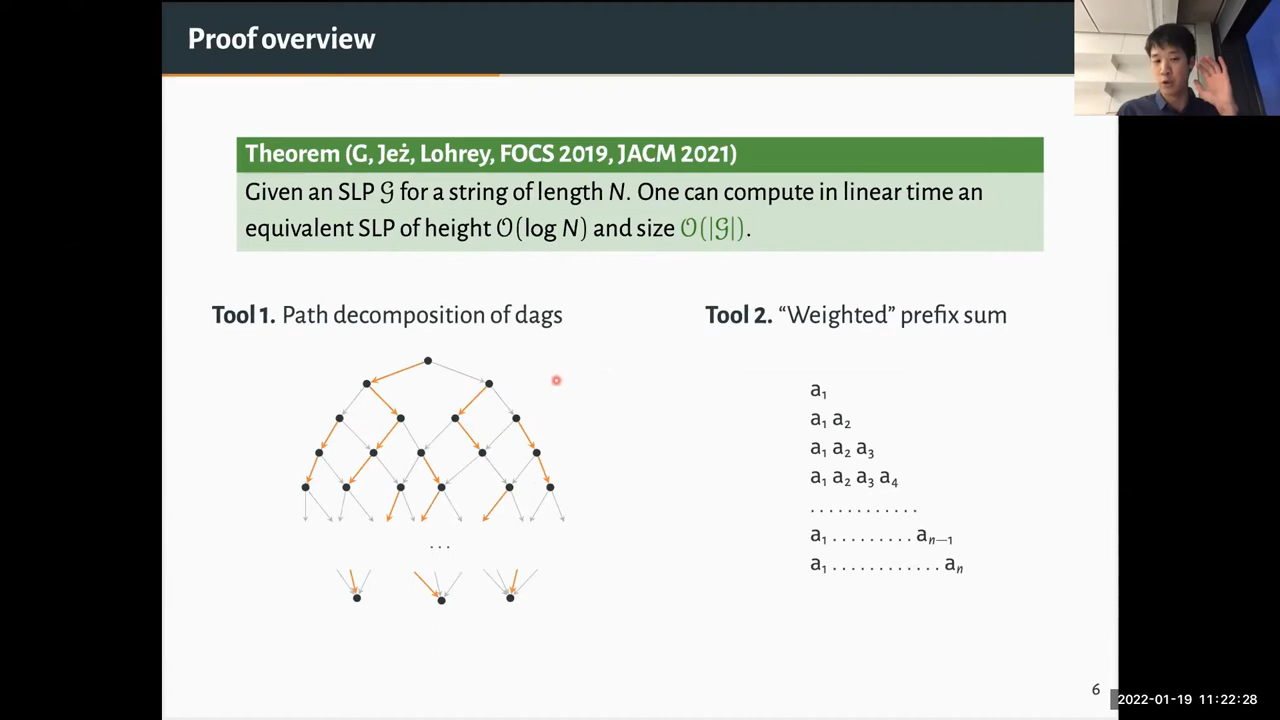 Proof overview
Theorem (G, Jeż, Lohrey, FOCS 2019, JACM 2021)
Given an SLP 𝒢 for a string of length N. One can compute in linear time an
equivalent SLP of height 𝒪(log N) and size 𝒪(|𝒢|).
Tool 1. Path decomposition of dags
...
Tool 2. “Weighted” prefix sum
a₁
a₁ a₂
a₁ a₂ a₃
a₁ a₂ a₃ a₄
. . . . . . . . . . . .
a₁ . . . . . . . . . aₙ₋₁
a₁ . . . . . . . . . . . . aₙ
6
2022-01-19 11:22:28